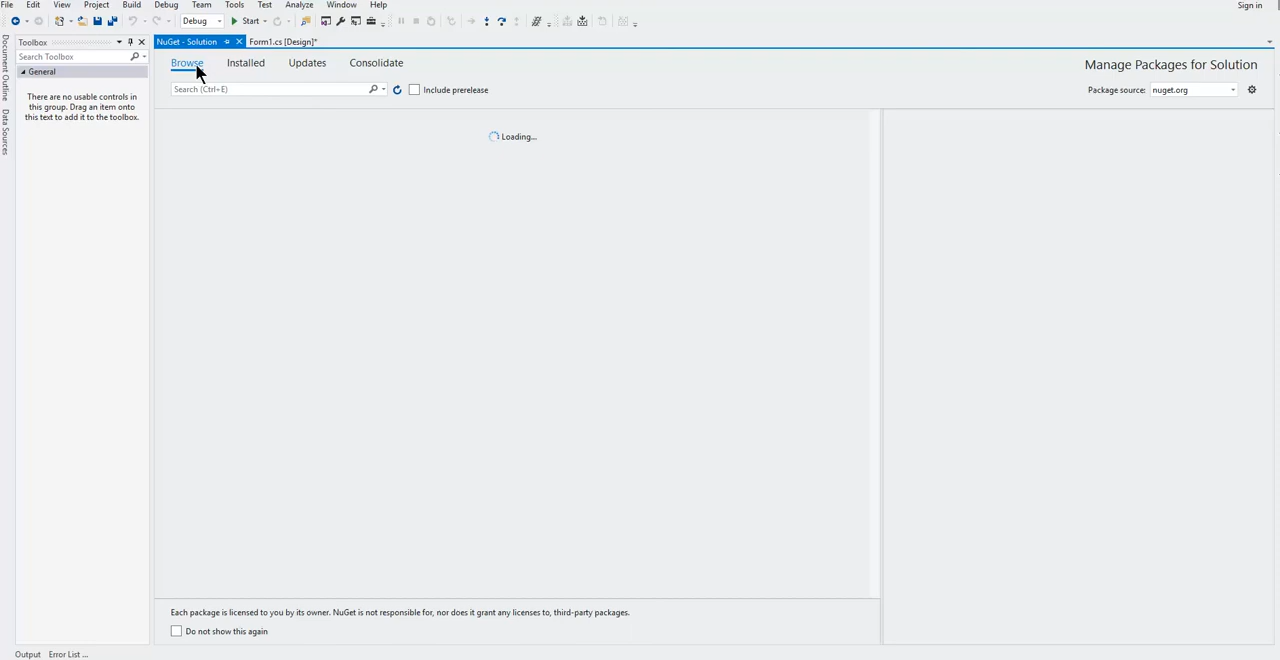 File Edit View Project Build Debug Team Tools Test Analyze Window Help Sign in
Debug Start
Document Outline
Data Sources
Toolbox
Search Toolbox
General
There are no usable controls in
this group. Drag an item onto
this text to add it to the toolbox.
NuGet - Solution Form1.cs [Design]*
Browse Installed Updates Consolidate Manage Packages for Solution
Search (Ctrl+E) Include prerelease Package source: nuget.org
Loading...
Each package is licensed to you by its owner. NuGet is not responsible for, nor does it grant any licenses to, third-party packages.
Do not show this again
Output Error List ...